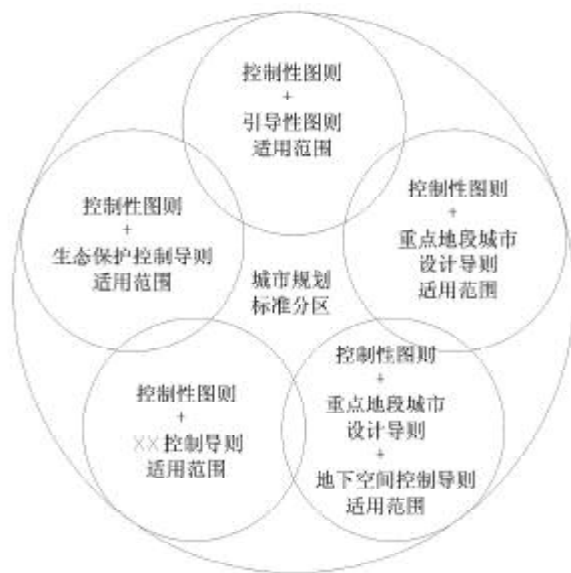 控制性图则
+
引导性图则
适用范围
控制性图则
+
生态保护控制导则
适用范围
控制性图则
+
重点地段城市
设计导则
适用范围
城市规划
标准分区
控制性图则
+
XX控制导则
适用范围
控制性图则
+
重点地段城市
设计导则
+
地下空间控制导则
适用范围